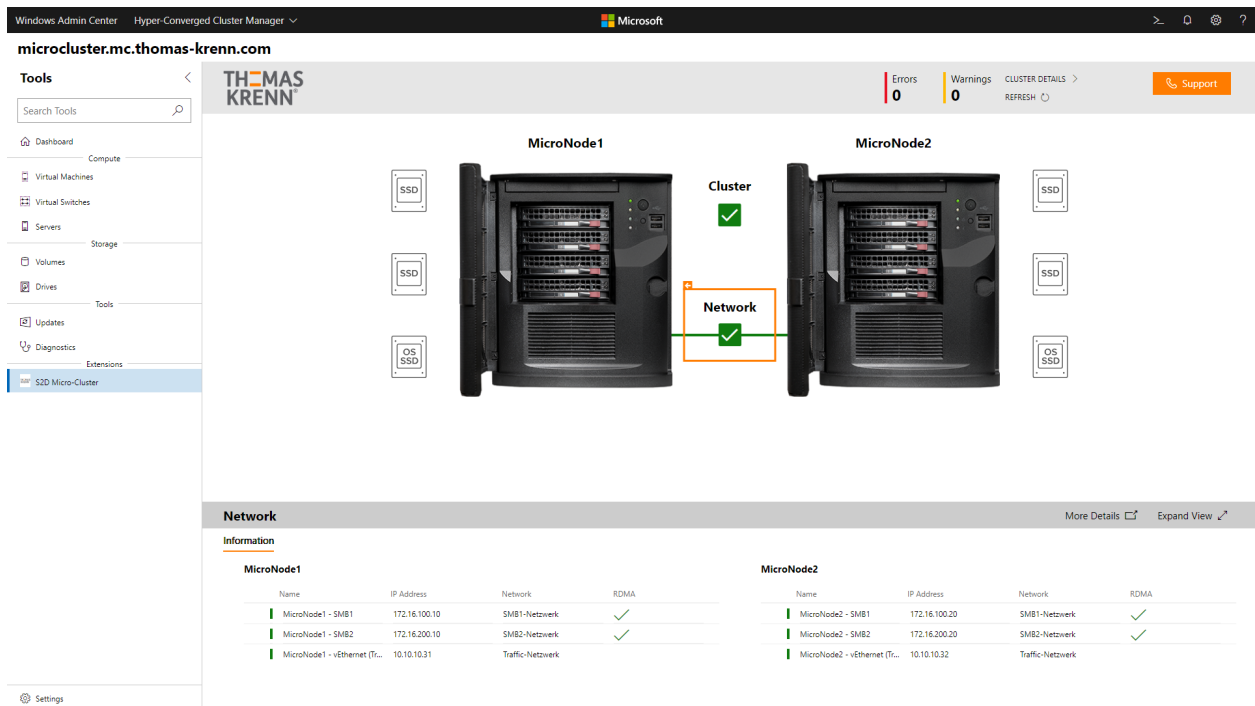 Windows Admin Center Hyper-Converged Cluster Manager Microsoft
microcluster.mc.thomas-krenn.com
Tools
Search Tools
Dashboard
Compute
Virtual Machines
Virtual Switches
Servers
Storage
Volumes
Drives
Tools
Updates
Diagnostics
Extensions
S2D Micro-Cluster
Settings
THOMAS
KRENN®
Errors
0
Warnings
0
CLUSTER DETAILS
REFRESH
Support
MicroNode1
MicroNode2
SSD
SSD
OS
SSD
Cluster
Network
SSD
SSD
OS
SSD
Network
More Details Expand View
Information
MicroNode1
Name IP Address Network RDMA
MicroNode1 - SMB1 172.16.100.10 SMB1-Netzwerk
MicroNode1 - SMB2 172.16.200.10 SMB2-Netzwerk
MicroNode1 - vEthernet (Tr... 10.10.10.31 Traffic-Netzwerk
MicroNode2
Name IP Address Network RDMA
MicroNode2 - SMB1 172.16.100.20 SMB1-Netzwerk
MicroNode2 - SMB2 172.16.200.20 SMB2-Netzwerk
MicroNode2 - vEthernet (Tr... 10.10.10.32 Traffic-Netzwerk